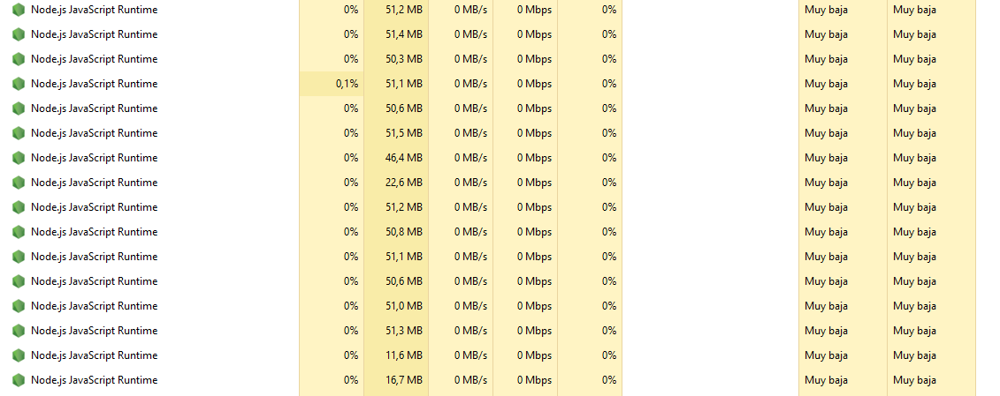 Node.js JavaScript Runtime 0% 51,2 MB 0 MB/s 0 Mbps 0% Muy baja Muy baja
Node.js JavaScript Runtime 0% 51,4 MB 0 MB/s 0 Mbps 0% Muy baja Muy baja
Node.js JavaScript Runtime 0% 50,3 MB 0 MB/s 0 Mbps 0% Muy baja Muy baja
Node.js JavaScript Runtime 0,1% 51,1 MB 0 MB/s 0 Mbps 0% Muy baja Muy baja
Node.js JavaScript Runtime 0% 50,6 MB 0 MB/s 0 Mbps 0% Muy baja Muy baja
Node.js JavaScript Runtime 0% 51,5 MB 0 MB/s 0 Mbps 0% Muy baja Muy baja
Node.js JavaScript Runtime 0% 46,4 MB 0 MB/s 0 Mbps 0% Muy baja Muy baja
Node.js JavaScript Runtime 0% 22,6 MB 0 MB/s 0 Mbps 0% Muy baja Muy baja
Node.js JavaScript Runtime 0% 51,2 MB 0 MB/s 0 Mbps 0% Muy baja Muy baja
Node.js JavaScript Runtime 0% 50,8 MB 0 MB/s 0 Mbps 0% Muy baja Muy baja
Node.js JavaScript Runtime 0% 51,1 MB 0 MB/s 0 Mbps 0% Muy baja Muy baja
Node.js JavaScript Runtime 0% 50,6 MB 0 MB/s 0 Mbps 0% Muy baja Muy baja
Node.js JavaScript Runtime 0% 51,0 MB 0 MB/s 0 Mbps 0% Muy baja Muy baja
Node.js JavaScript Runtime 0% 51,3 MB 0 MB/s 0 Mbps 0% Muy baja Muy baja
Node.js JavaScript Runtime 0% 11,6 MB 0 MB/s 0 Mbps 0% Muy baja Muy baja
Node.js JavaScript Runtime 0% 16,7 MB 0 MB/s 0 Mbps 0% Muy baja Muy baja